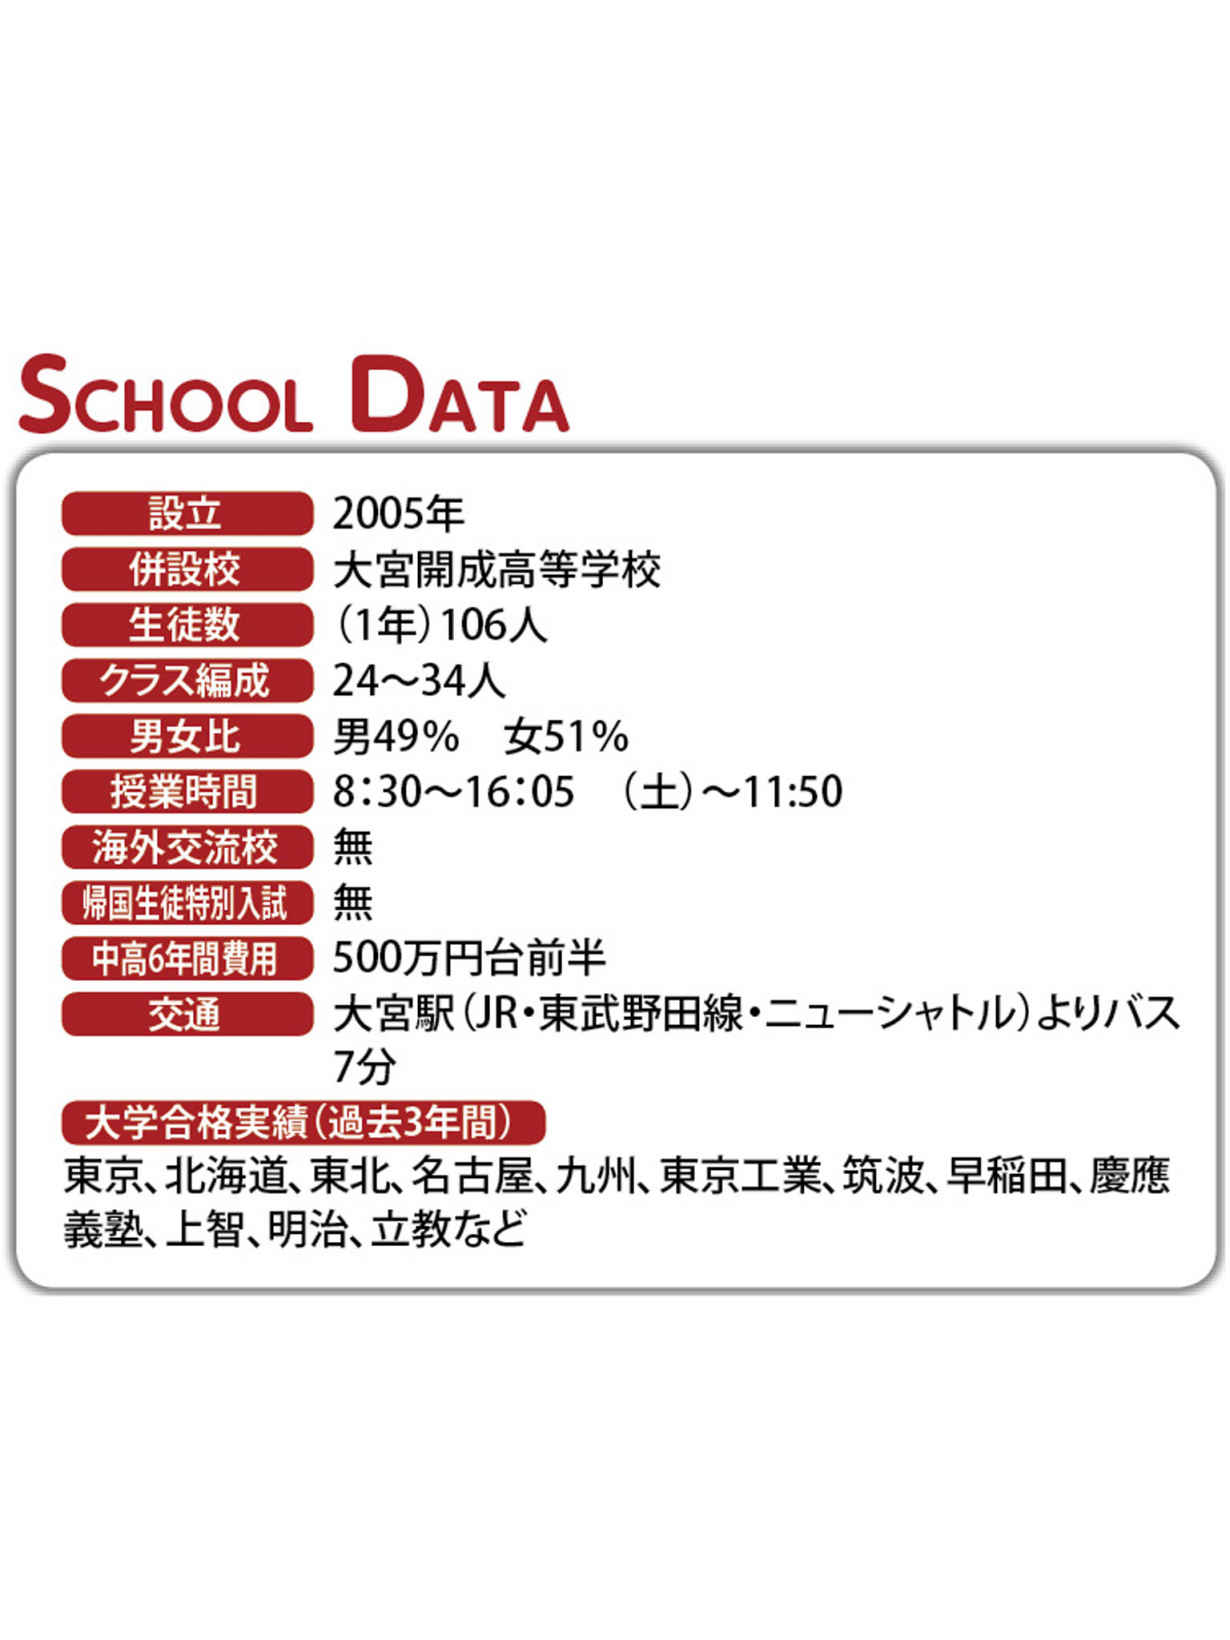 SCHOOL DATA
設立 2005年
併設校 大宮開成高等学校
生徒数 （1年）106人
クラス編成 24～34人
男女比 男49%　女51%
授業時間 8：30～16：05　（土）～11:50
海外交流校 無
帰国生徒特別入試 無
中高6年間費用 500万円台前半
交通 大宮駅（JR・東武野田線・ニューシャトル）よりバス
7分
大学合格実績（過去3年間）
東京、北海道、東北、名古屋、九州、東京工業、筑波、早稲田、慶應
義塾、上智、明治、立教など